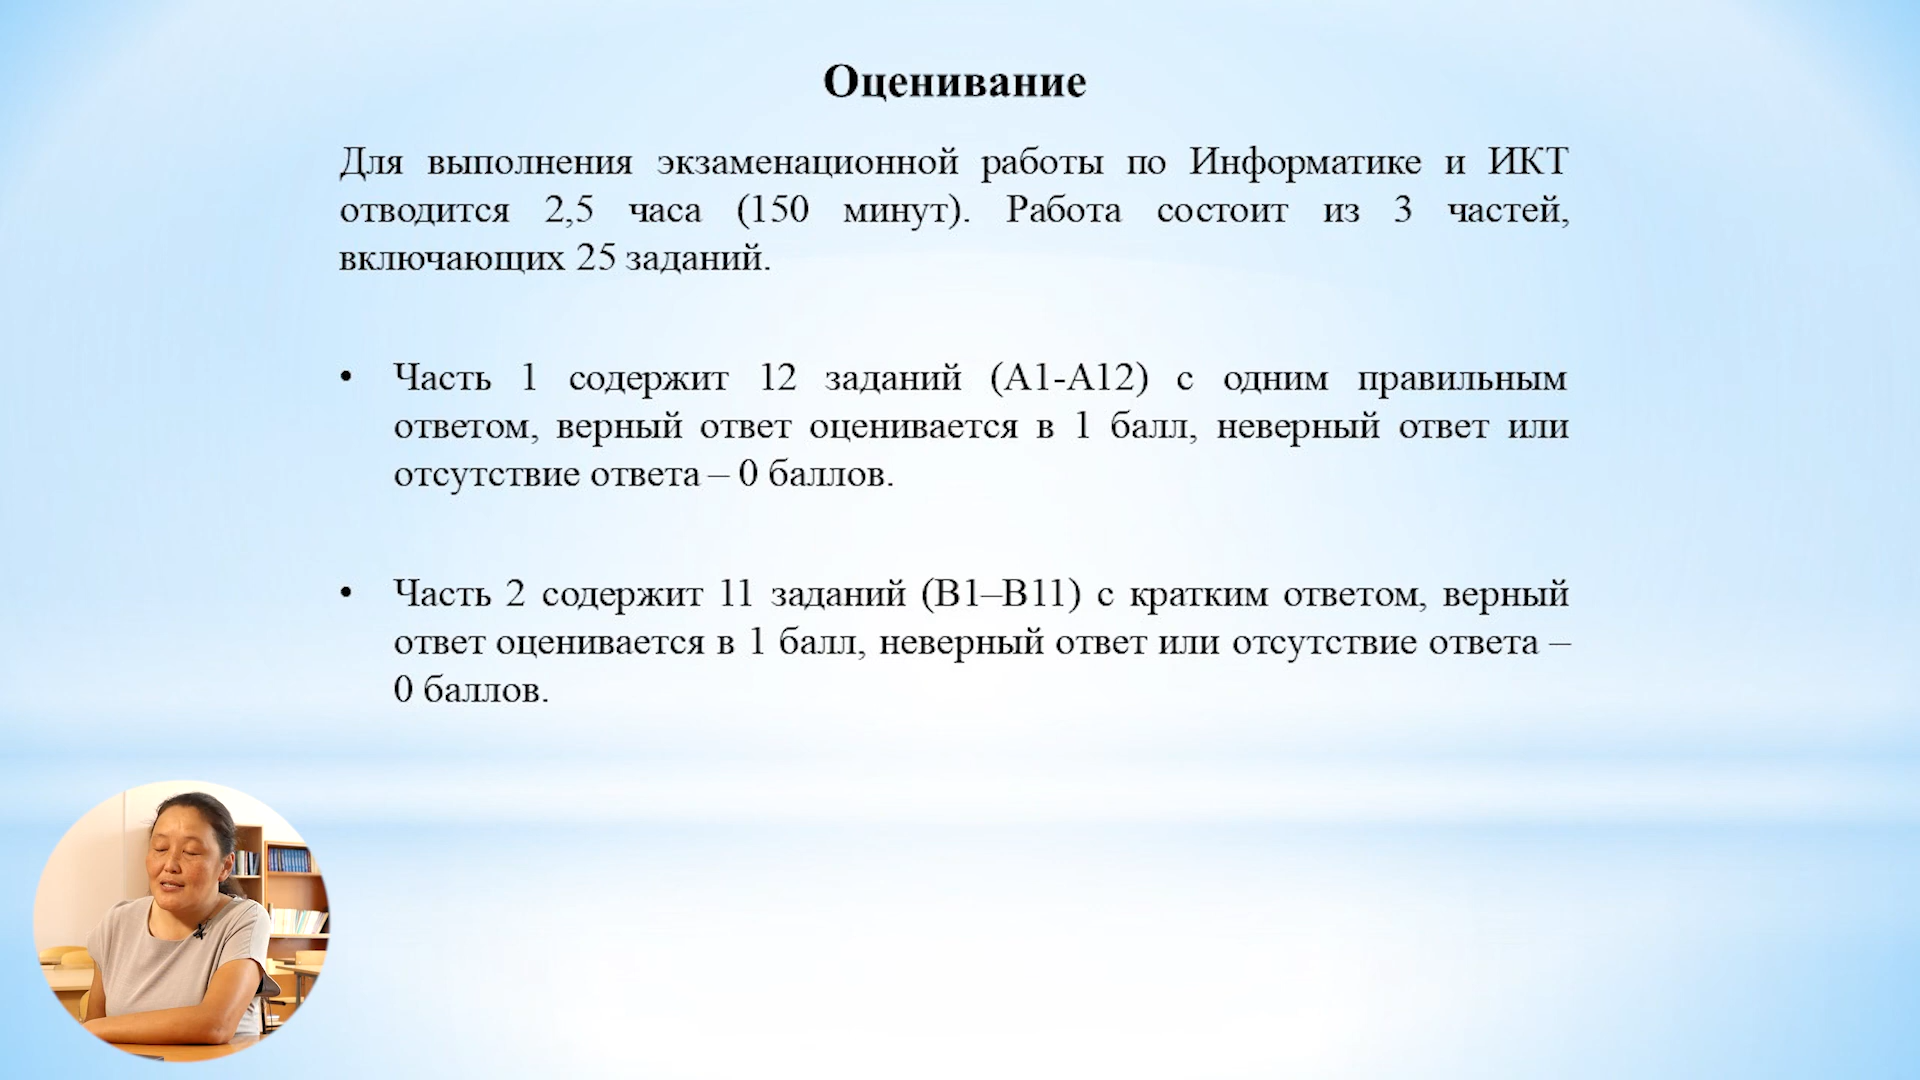 Оценивание
Для выполнения экзаменационной работы по Информатике и ИКТ
отводится 2,5 часа (150 минут). Работа состоит из 3 частей,
включающих 25 заданий.
• Часть 1 содержит 12 заданий (А1-А12) с одним правильным
ответом, верный ответ оценивается в 1 балл, неверный ответ или
отсутствие ответа – 0 баллов.
• Часть 2 содержит 11 заданий (В1–В11) с кратким ответом, верный
ответ оценивается в 1 балл, неверный ответ или отсутствие ответа –
0 баллов.